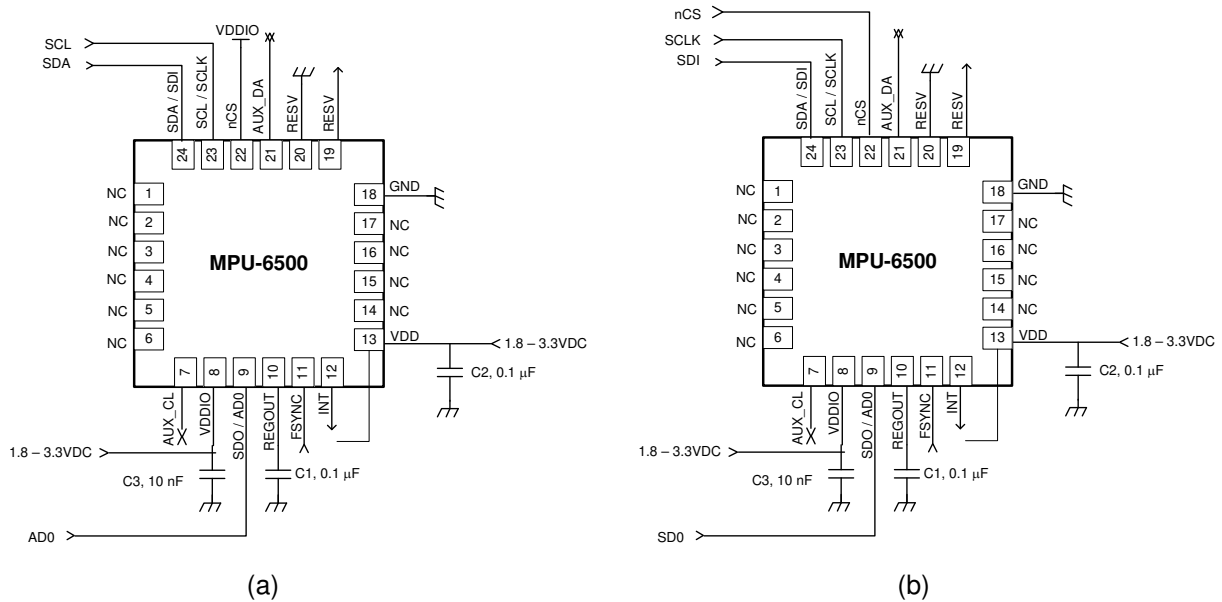 SCL
SDA
VDDIO
SDA / SDI
SCL / SCLK
nCS
AUX_DA
RESV
RESV
24
23
22
21
20
19
NC 1
NC 2
NC 3
NC 4
NC 5
NC 6
18 GND
17 NC
16 NC
15 NC
14 NC
13 VDD
MPU-6500
1.8 – 3.3VDC
C2, 0.1 µF
7
8
9
10
11
12
AUX_CL
VDDIO
SDO / AD0
REGOUT
FSYNC
INT
1.8 – 3.3VDC
C3, 10 nF
C1, 0.1 µF
AD0
(a)
nCS
SCLK
SDI
SDA / SDI
SCL / SCLK
nCS
AUX_DA
RESV
RESV
24
23
22
21
20
19
NC 1
NC 2
NC 3
NC 4
NC 5
NC 6
18 GND
17 NC
16 NC
15 NC
14 NC
13 VDD
MPU-6500
1.8 – 3.3VDC
C2, 0.1 µF
7
8
9
10
11
12
AUX_CL
VDDIO
SDO / AD0
REGOUT
FSYNC
INT
1.8 – 3.3VDC
C3, 10 nF
C1, 0.1 µF
SD0
(b)